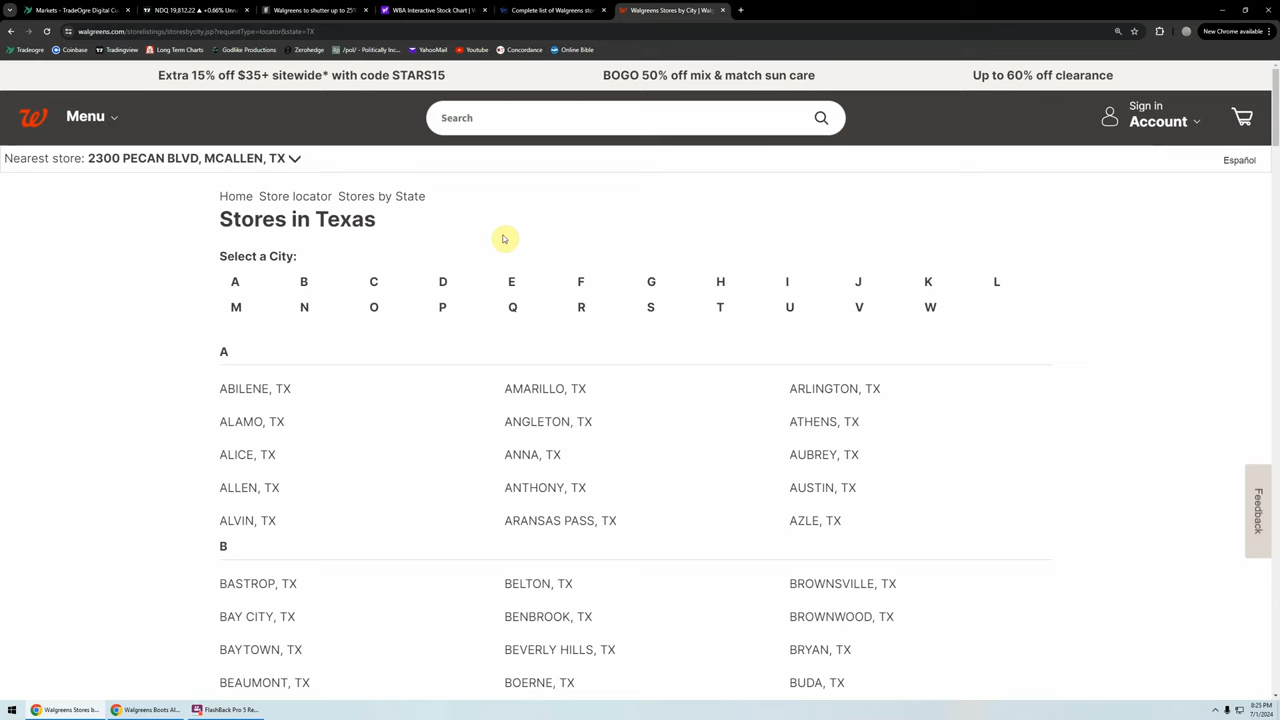 Markets - TradeOgre Digital Cu
NDQ 19,812.22 ▲ +0.66% Unn
Walgreens to shutter up to 25%
WBA Interactive Stock Chart
Complete list of Walgreens stor
Walgreens Stores by City | Wal
walgreens.com/storelistings/storesbycity.jsp?requestType=locator&state=TX
New Chrome available
Tradeogre
Coinbase
Tradingview
Long Term Charts
Godlike Productions
Zerohedge
/pol/ - Politically Inc...
YahooMail
Youtube
Concordance
Online Bible
Extra 15% off $35+ sitewide* with code STARS15
BOGO 50% off mix & match sun care
Up to 60% off clearance
Menu
Search
Sign in
Account
Nearest store: 2300 PECAN BLVD, MCALLEN, TX
Español
Home Store locator Stores by State
Stores in Texas
Select a City:
A B C D E F G H I J K L
M N O P Q R S T U V W
A
ABILENE, TX AMARILLO, TX ARLINGTON, TX
ALAMO, TX ANGLETON, TX ATHENS, TX
ALICE, TX ANNA, TX AUBREY, TX
ALLEN, TX ANTHONY, TX AUSTIN, TX
ALVIN, TX ARANSAS PASS, TX AZLE, TX
Feedback
B
BASTROP, TX BELTON, TX BROWNSVILLE, TX
BAY CITY, TX BENBROOK, TX BROWNWOOD, TX
BAYTOWN, TX BEVERLY HILLS, TX BRYAN, TX
BEAUMONT, TX BOERNE, TX BUDA, TX
Walgreens Stores b...
Walgreens Boots Al...
FlashBack Pro 5 Re...
8:25 PM
7/1/2024